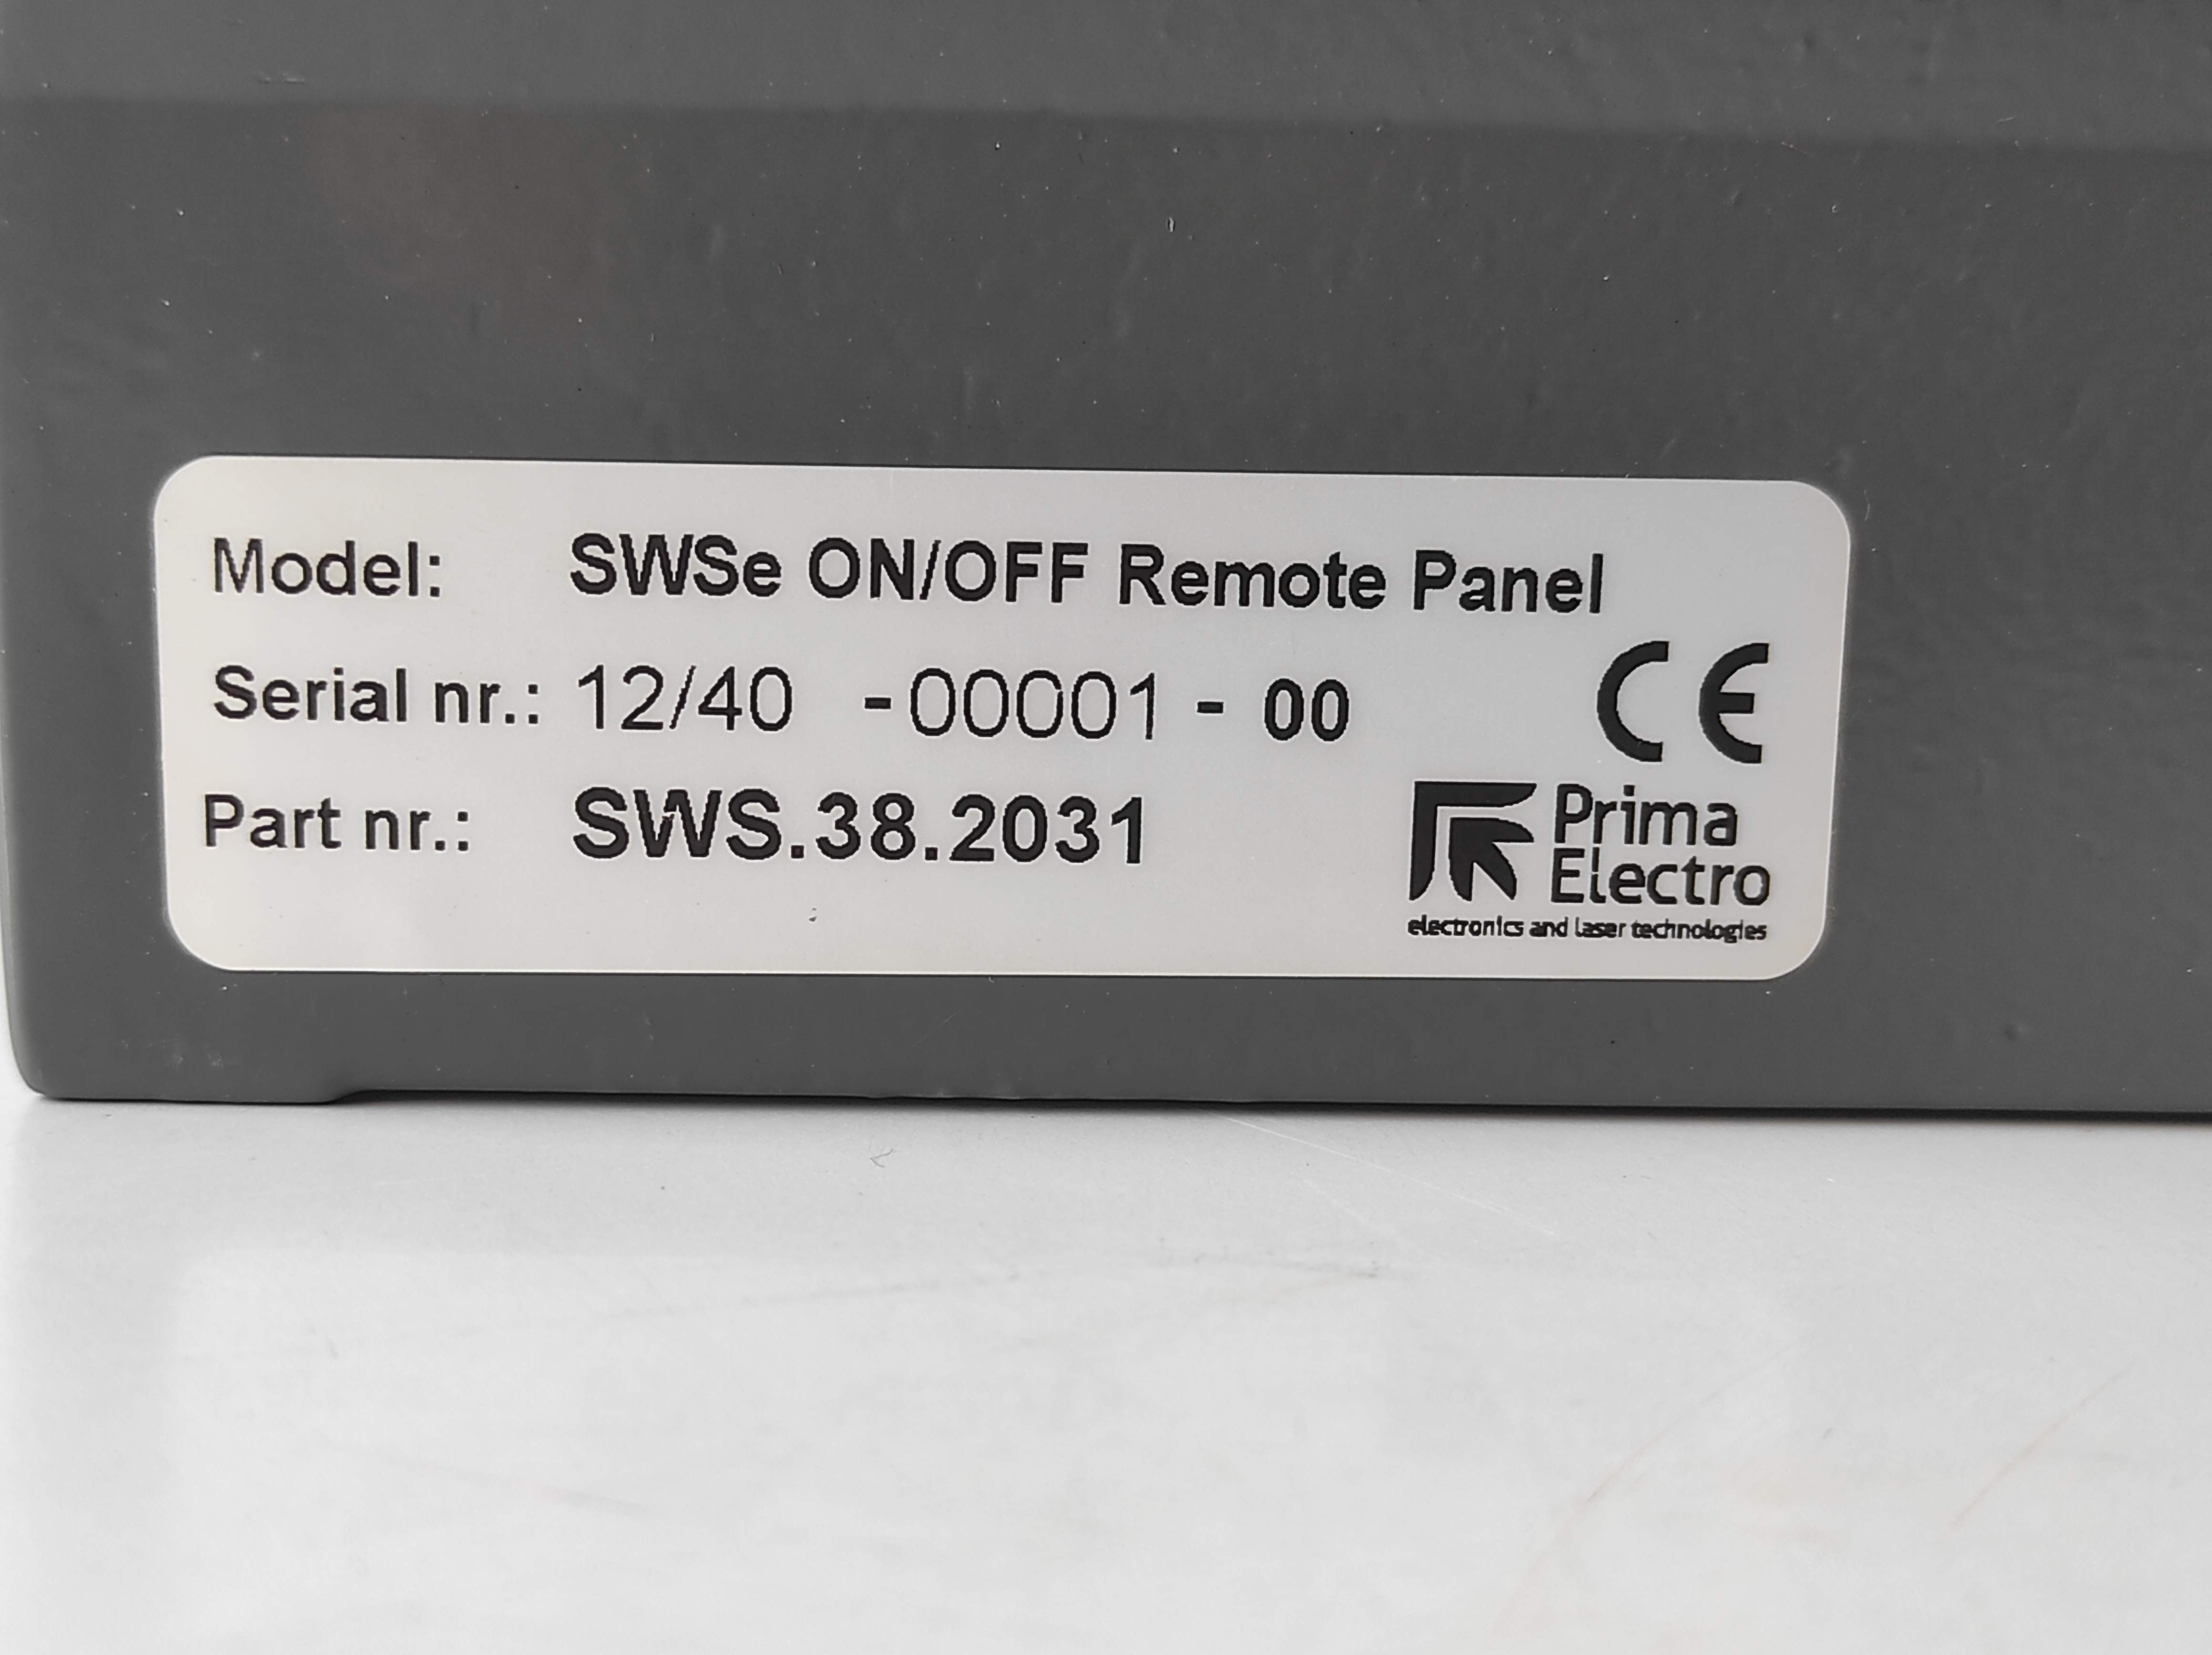 Model: SWSe ON/OFF Remote Panel
Serial nr.: 12/40 -00001 - 00
CE
Part nr.: SWS.38.2031
Prima
Electro
electronics and laser technologies